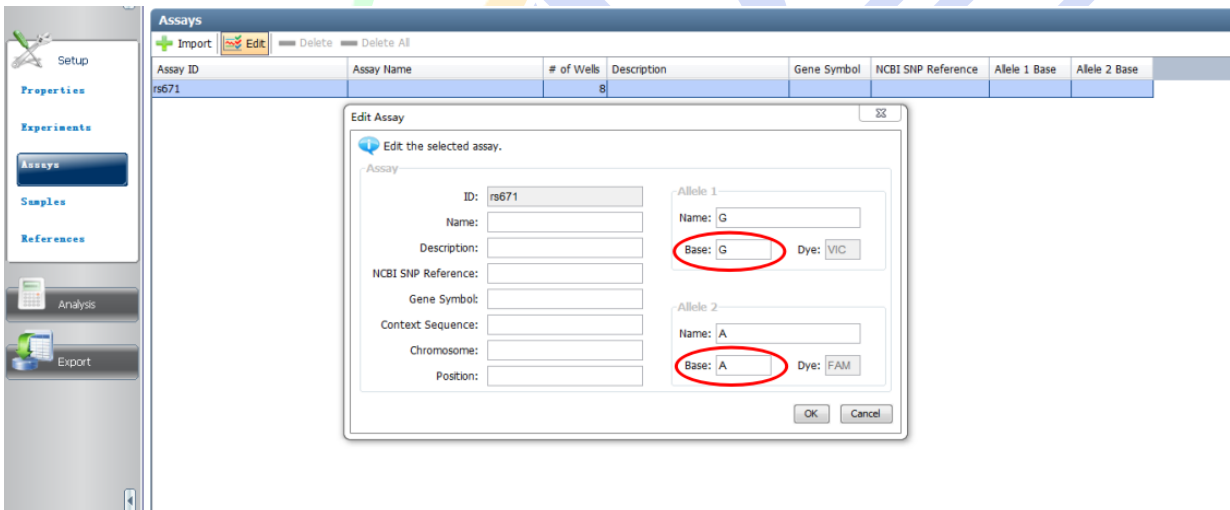 Assays
Setup
Import Edit Delete Delete All
Assay ID Assay Name # of Wells Description Gene Symbol NCBI SNP Reference Allele 1 Base Allele 2 Base
rs671 8
Properties
Experiments
Assays
Samples
References
Analysis
Export
Edit Assay
Edit the selected assay.
Assay
ID: rs671
Name:
Description:
NCBI SNP Reference:
Gene Symbol:
Context Sequence:
Chromosome:
Position:
Allele 1
Name: G
Base: G Dye: VIC
Allele 2
Name: A
Base: A Dye: FAM
OK Cancel